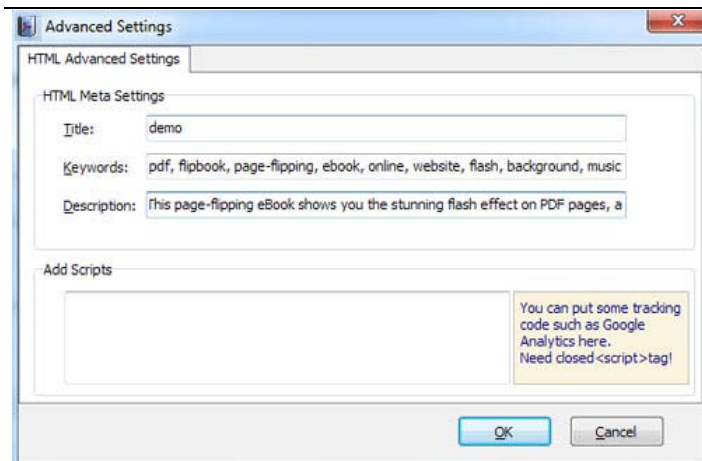 Advanced Settings
HTML Advanced Settings
HTML Meta Settings
Title: demo
Keywords: pdf, flipbook, page-flipping, ebook, online, website, flash, background, music
Description: This page-flipping eBook shows you the stunning flash effect on PDF pages, a
Add Scripts
You can put some tracking
code such as Google
Analytics here.
Need closed<script>tag!
OK Cancel